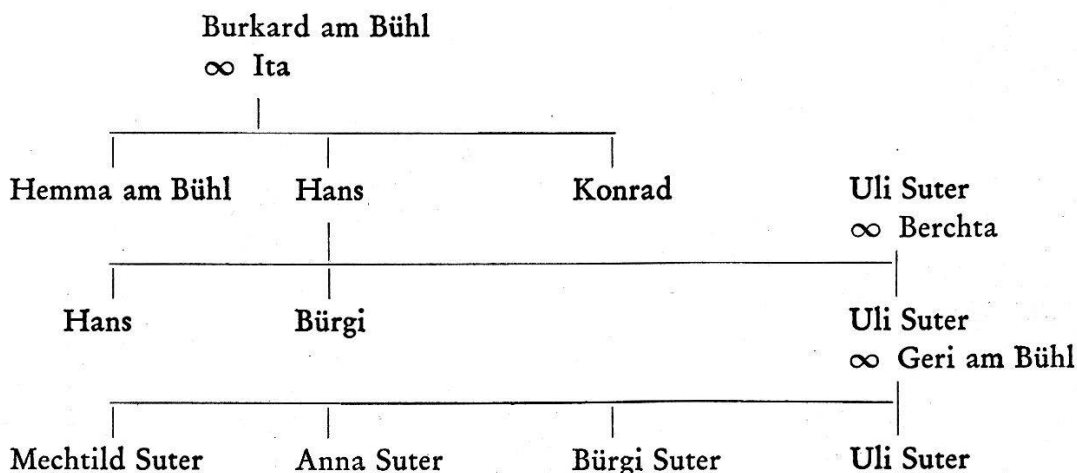 Burkard am Bühl
∞ Ita
Hemma am Bühl Hans Konrad Uli Suter
∞ Berchta
Hans Bürgi Uli Suter
∞ Geri am Bühl
Mechtild Suter Anna Suter Bürgi Suter Uli Suter